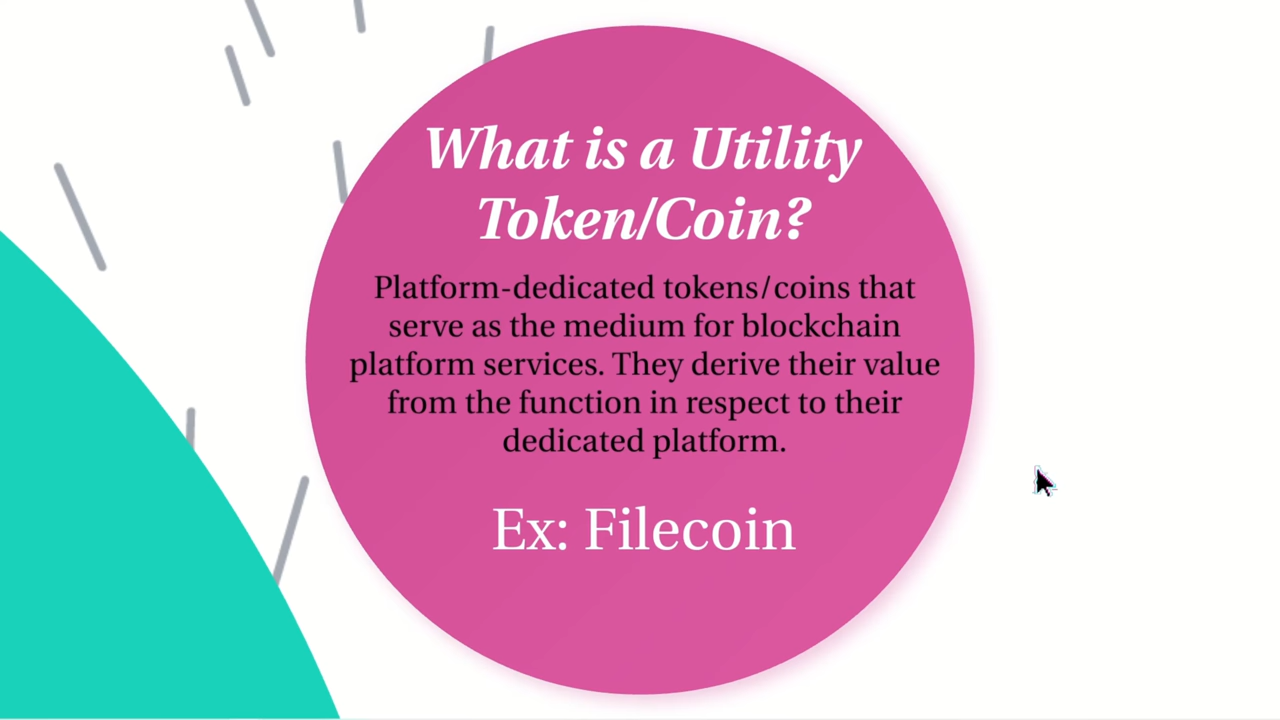 What is a Utility
Token/Coin?
Platform-dedicated tokens/coins that
serve as the medium for blockchain
platform services. They derive their value
from the function in respect to their
dedicated platform.
Ex: Filecoin